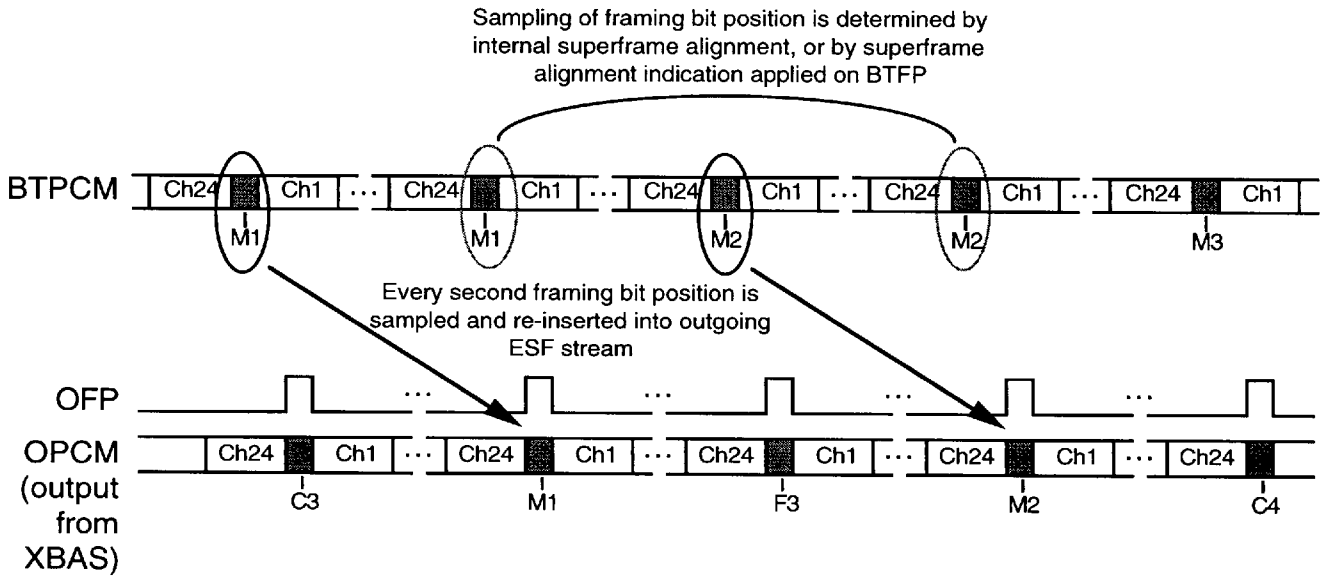 Sampling of framing bit position is determined by
internal superframe alignment, or by superframe
alignment indication applied on BTFP
BTPCM
Ch24 Ch1 ... Ch24 Ch1 ... Ch24 Ch1 ... Ch24 Ch1 ... Ch24 Ch1
M1 M1 M2 M2 M3
Every second framing bit position is
sampled and re-inserted into outgoing
ESF stream
OFP
... ... ... ...
OPCM
(output
from
XBAS)
Ch24 Ch1 ... Ch24 Ch1 ... Ch24 Ch1 ... Ch24 Ch1 ... Ch24
C3 M1 F3 M2 C4